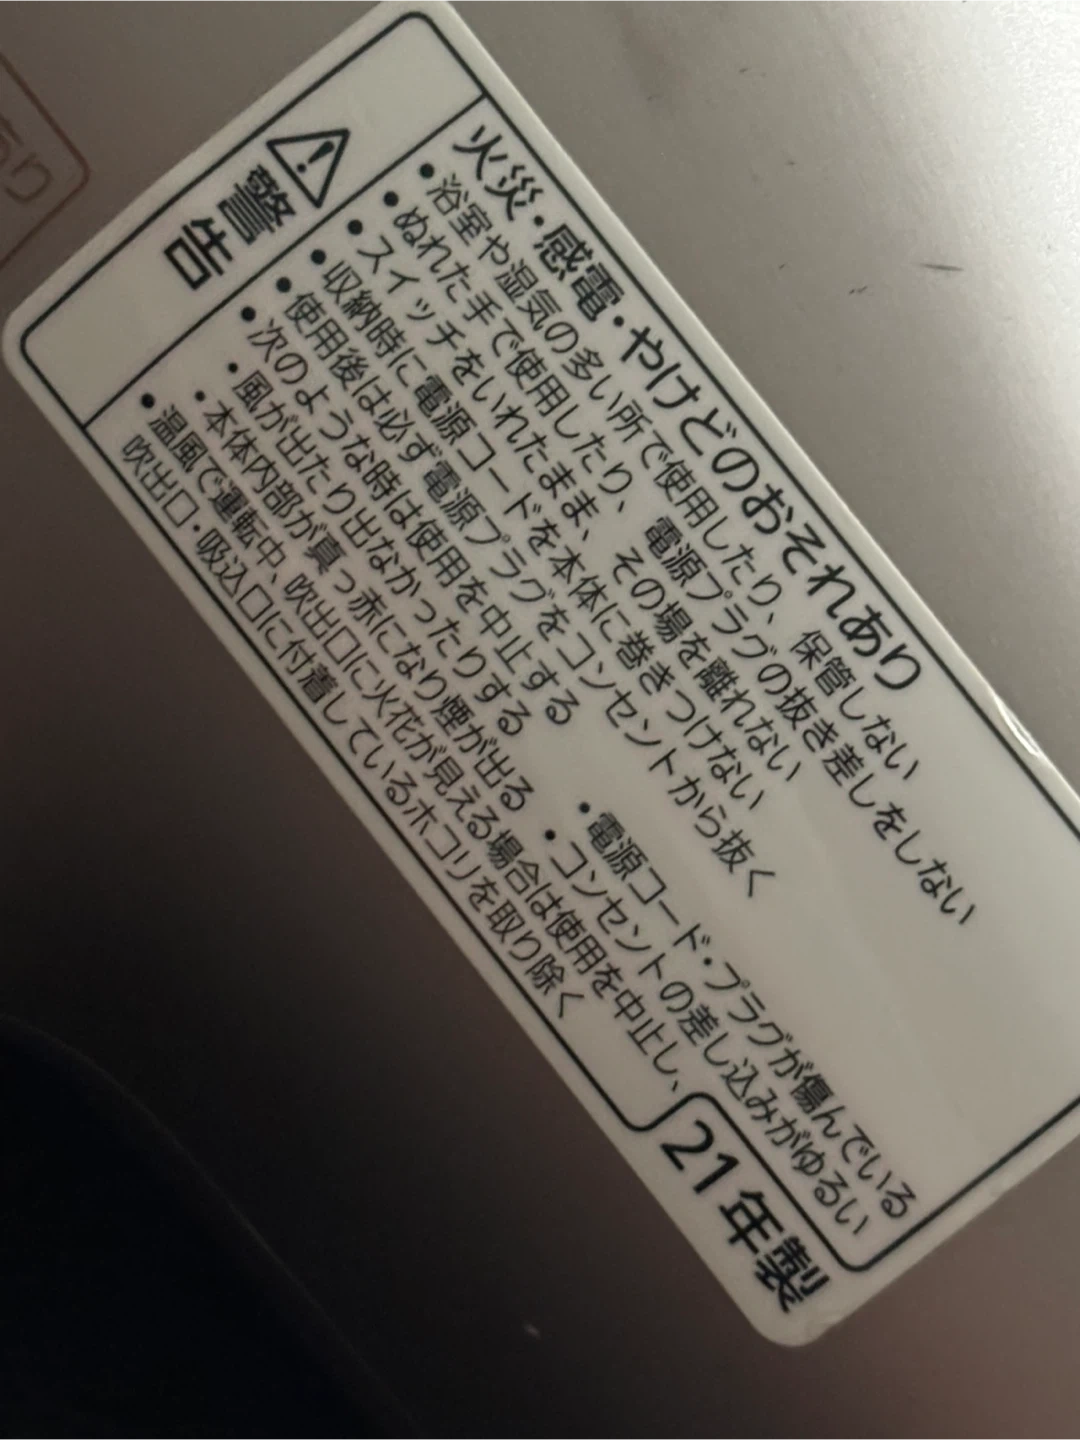 警告
火災・感電・やけどのおそれあり
●浴室や湿気の多い所で使用したり、保管しない
●ぬれた手で使用したり、電源プラグの抜き差しをしない
●スイッチをいれたまま、その場を離れない
●収納時に電源コードを本体に巻きつけない
●使用後は必ず電源プラグをコンセントから抜く
●次のような時は使用を中止する
・風が出たり出なかったりする ・電源コード・プラグが傷んでいる
・本体内部が真っ赤になり煙が出る ・コンセントの差し込みがゆるい
●温風で運転中、吹出口に火花が見える場合は使用を中止し、
吹出口・吸込口に付着しているホコリを取り除く
21年製
あり